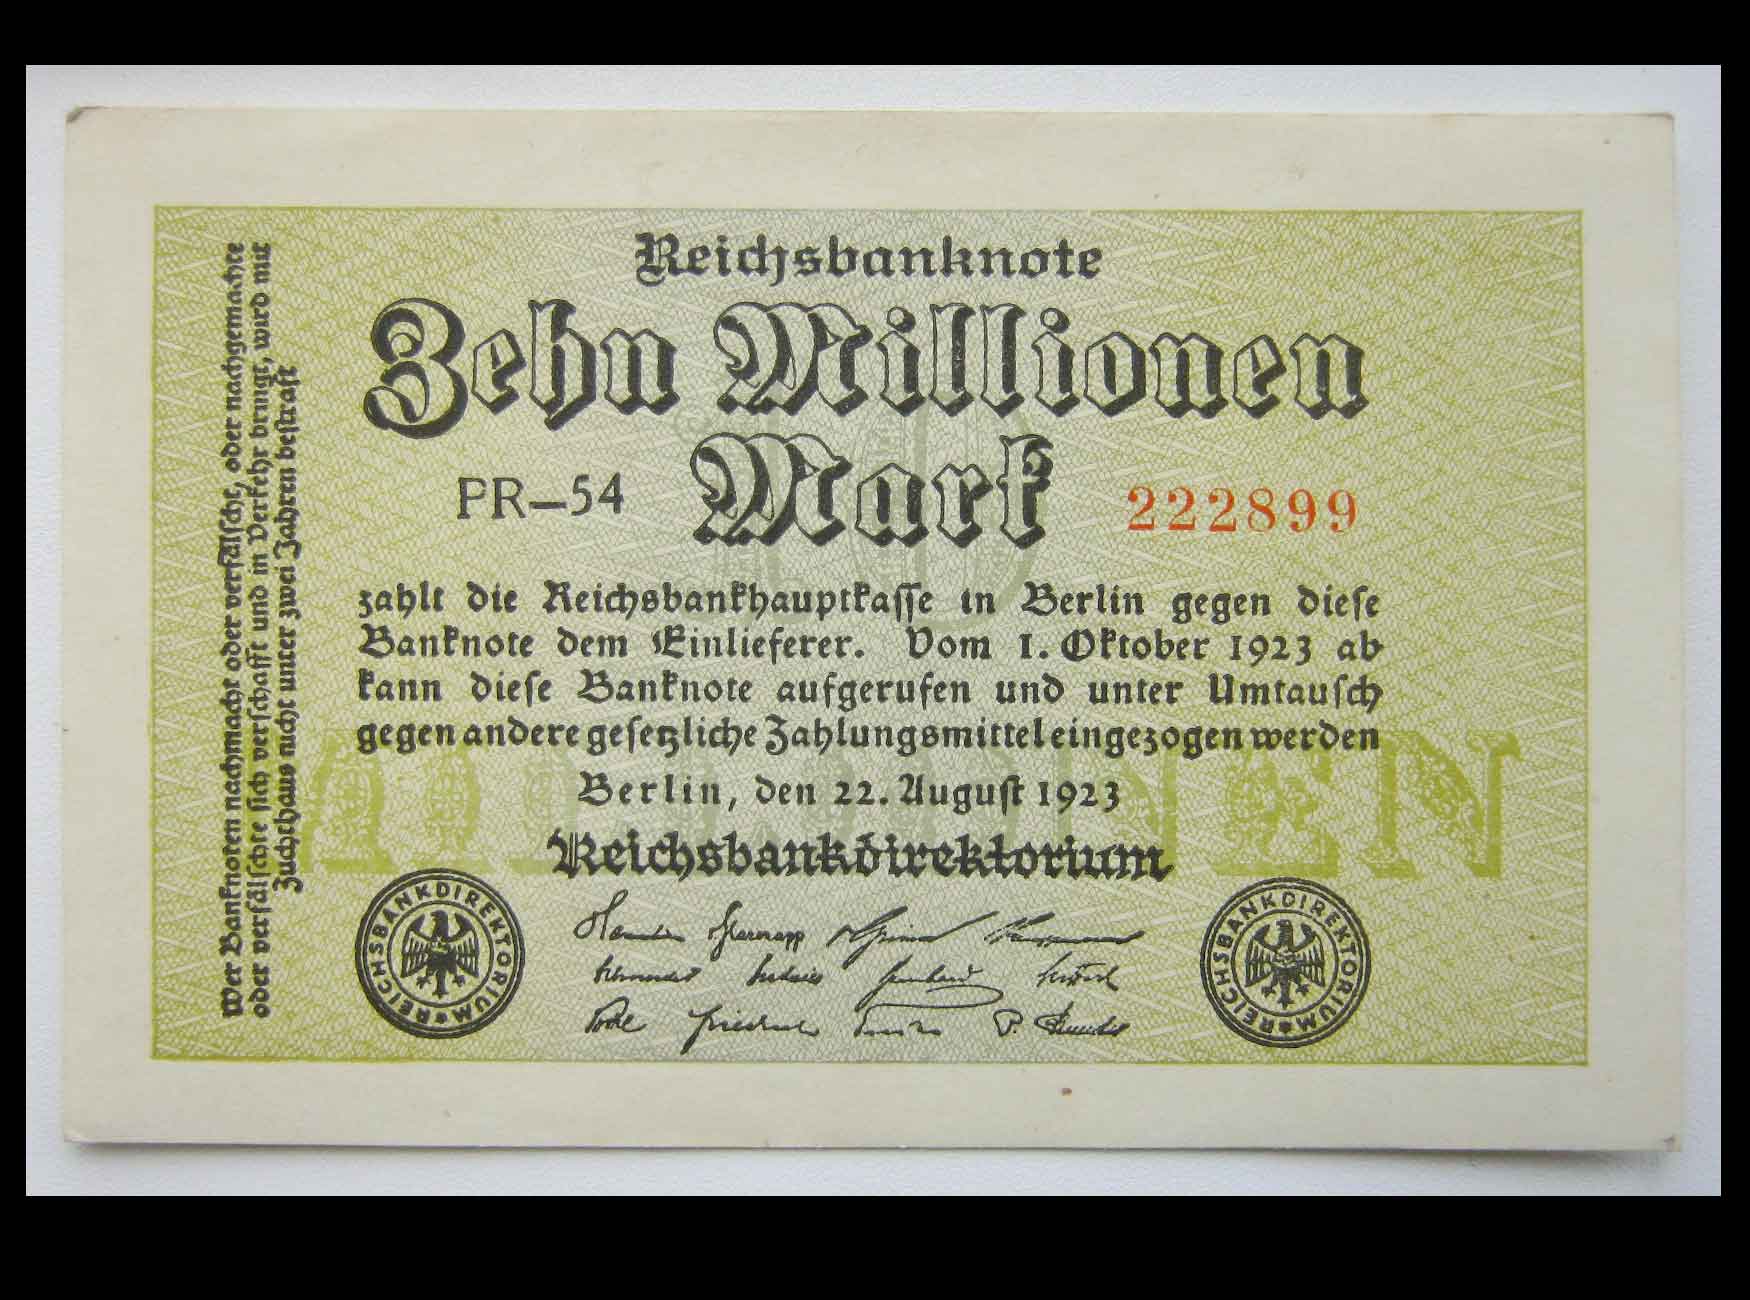 Reichsbanknote
Zehn Millionen
Mark
PR–54
222899
zahlt die Reichsbankhauptkasse in Berlin gegen diese
Banknote dem Einlieferer. Vom 1. Oktober 1923 ab
kann diese Banknote aufgerufen und unter Umtausch
gegen andere gesetzliche Zahlungsmittel eingezogen werden
Berlin, den 22. August 1923
Reichsbankdirektorium
Wer Banknoten nachmacht oder verfälscht, oder nachgemachte
oder verfälschte sich verschafft und in Verkehr bringt, wird mit
Zuchthaus nicht unter zwei Jahren bestraft
10
MILLIONEN
REICHSBANKDIREKTORIUM
REICHSBANKDIREKTORIUM